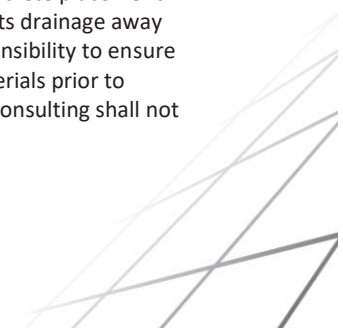 ts drainage away
nsibility to ensure
erials prior to
onsulting shall not